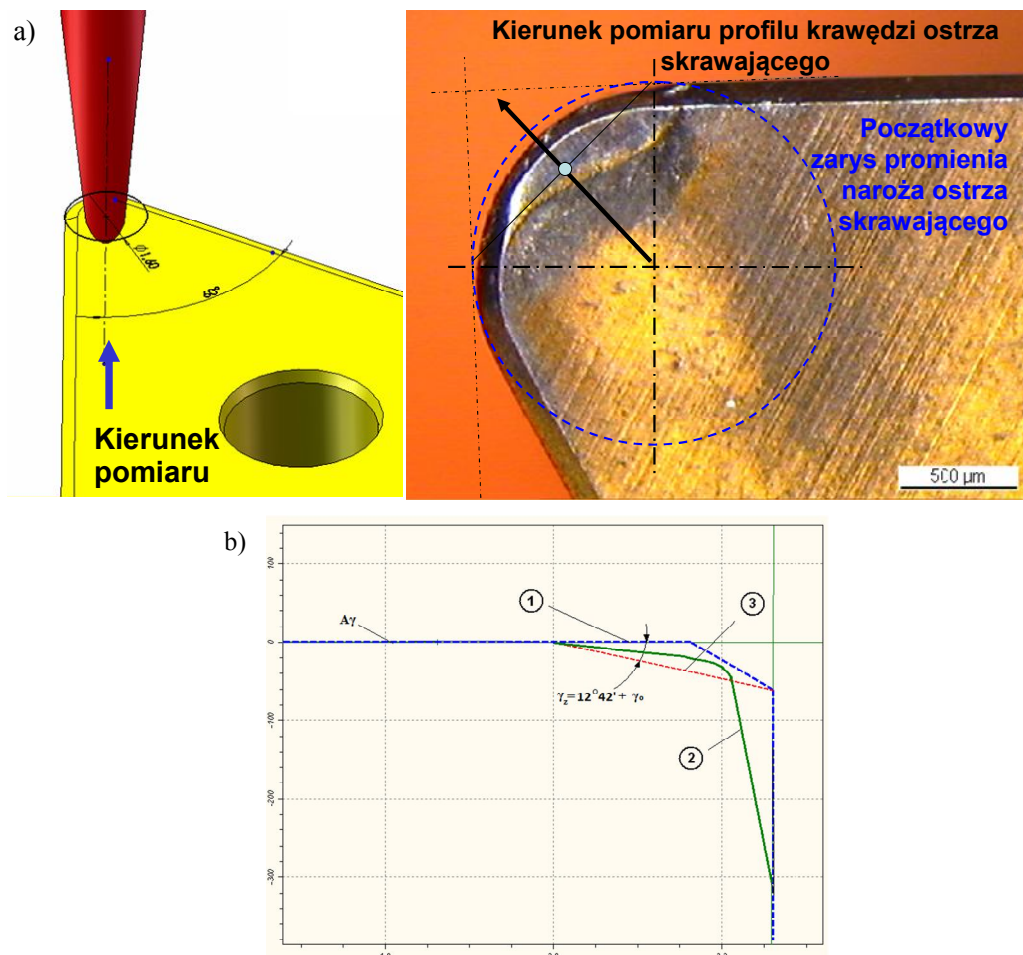 a)
Ø1.60
Kierunek
pomiaru
Kierunek pomiaru profilu krawędzi ostrza
skrawającego
Początkowy
zarys promienia
naroża ostrza
skrawającego
500 µm
b)
100
0
-100
-200
-300
Aγ
1
3
γz=12°42'+ γo
2